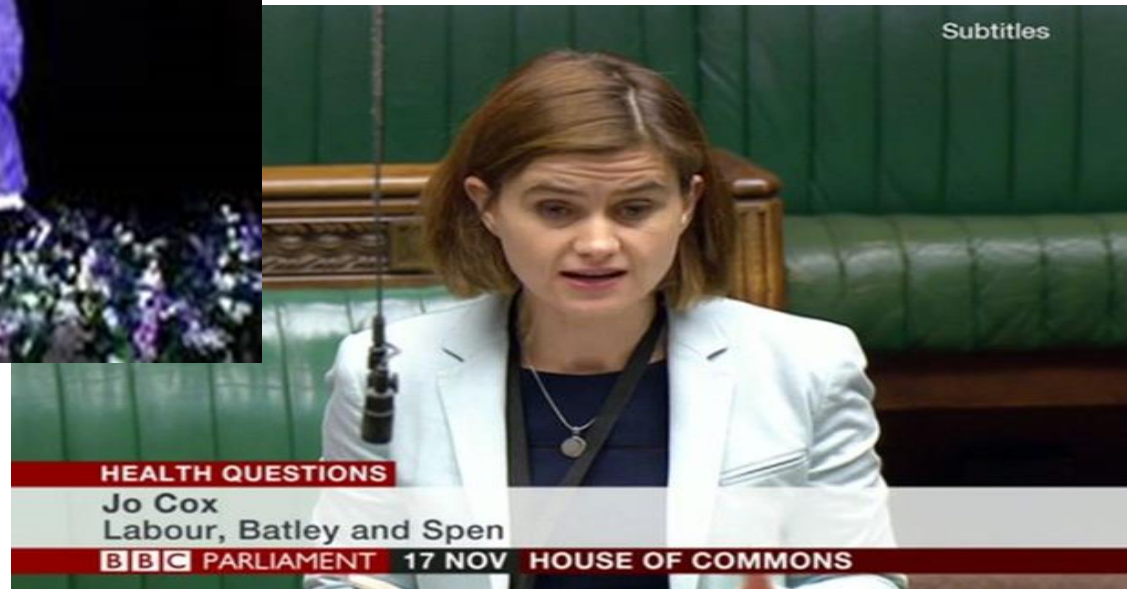 Subtitles
HEALTH QUESTIONS
Jo Cox
Labour, Batley and Spen
BBC PARLIAMENT 17 NOV HOUSE OF COMMONS